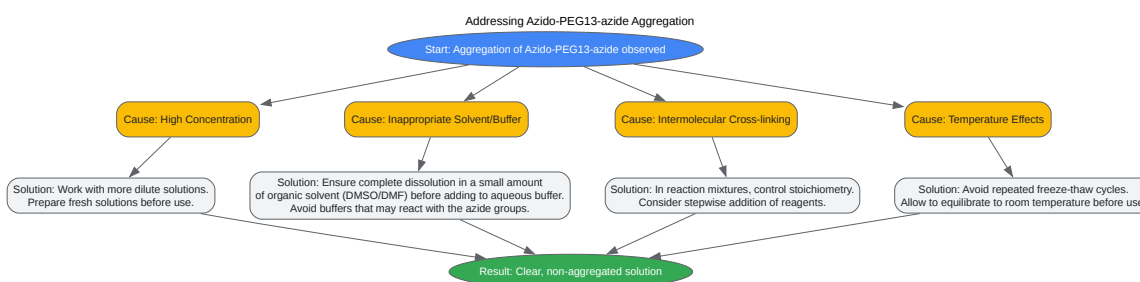 Addressing Azido-PEG13-azide Aggregation
Start: Aggregation of Azido-PEG13-azide observed
Cause: High Concentration
Cause: Inappropriate Solvent/Buffer
Cause: Intermolecular Cross-linking
Cause: Temperature Effects
Solution: Work with more dilute solutions.
Prepare fresh solutions before use.
Solution: Ensure complete dissolution in a small amount
of organic solvent (DMSO/DMF) before adding to aqueous buffer.
Avoid buffers that may react with the azide groups.
Solution: In reaction mixtures, control stoichiometry.
Consider stepwise addition of reagents.
Solution: Avoid repeated freeze-thaw cycles.
Allow to equilibrate to room temperature before use
Result: Clear, non-aggregated solution